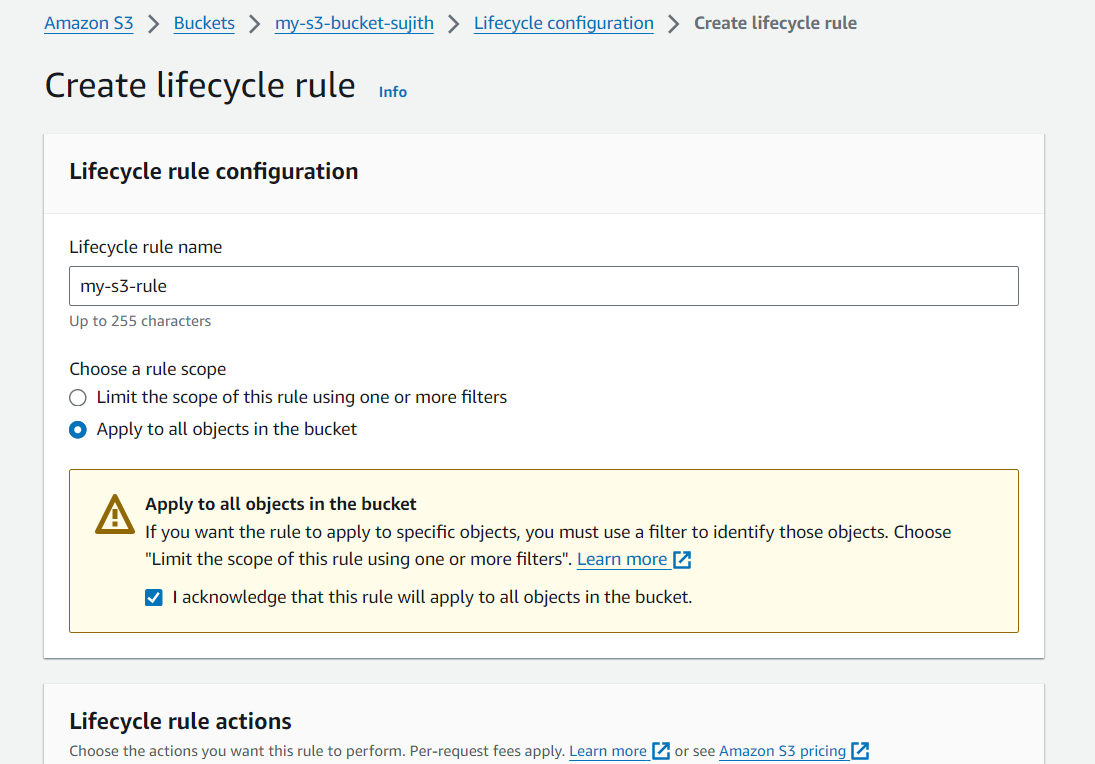 Amazon S3 > Buckets > my-s3-bucket-sujith > Lifecycle configuration > Create lifecycle rule
Create lifecycle rule Info
Lifecycle rule configuration
Lifecycle rule name
my-s3-rule
Up to 255 characters
Choose a rule scope
Limit the scope of this rule using one or more filters
Apply to all objects in the bucket
Apply to all objects in the bucket
If you want the rule to apply to specific objects, you must use a filter to identify those objects. Choose
"Limit the scope of this rule using one or more filters". Learn more
I acknowledge that this rule will apply to all objects in the bucket.
Lifecycle rule actions
Choose the actions you want this rule to perform. Per-request fees apply. Learn more or see Amazon S3 pricing